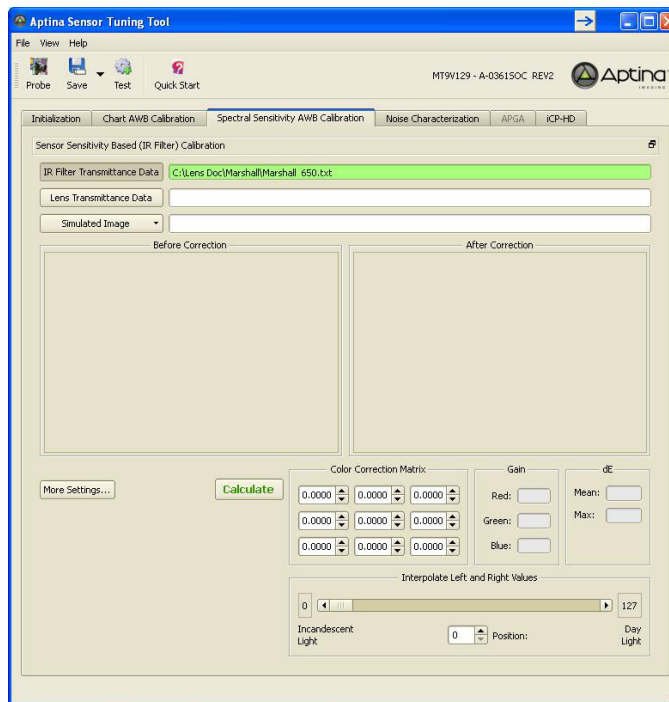 Aptina Sensor Tuning Tool
File View Help
Probe Save Test Quick Start
MT9V129 - A-0361SOC REV2
Aptina
IMAGING
Initialization Chart AWB Calibration Spectral Sensitivity AWB Calibration Noise Characterization APGA iCP-HD
Sensor Sensitivity Based (IR Filter) Calibration
IR Filter Transmittance Data C:\Lens Doc\Marshall\Marshall 650.txt
Lens Transmittance Data
Simulated Image
Before Correction After Correction
More Settings... Calculate
Color Correction Matrix Gain dE
0.0000 0.0000 0.0000 Red: Mean:
0.0000 0.0000 0.0000 Green: Max:
0.0000 0.0000 0.0000 Blue:
Interpolate Left and Right Values
0 127
Incandescent Light 0 Position: Day Light